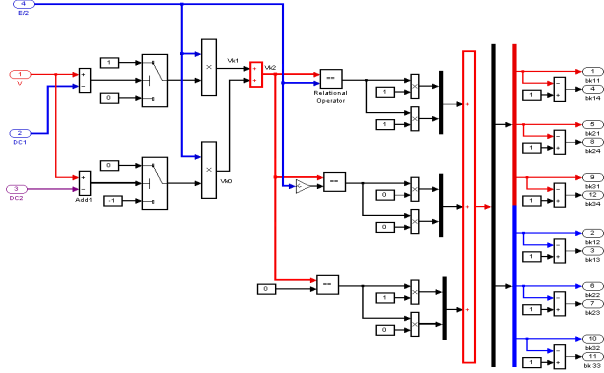 4
E/2
1
V
2
DC1
3
DC2
+
−
+
−
Add1
1
0
0
-1
×
×
Vk1
Vk0
+
+
Vk2
==
Relational
Operator
==
0
==
1
×
1
×
0
×
0
×
1
×
0
×
+
+
+
1
bk11
1
−
+
4
bk14
5
bk21
1
−
+
8
bk24
9
bk31
1
−
+
12
bk34
2
bk12
1
−
+
3
bk13
6
bk22
1
−
+
7
bk23
10
bk32
1
−
+
11
bk 33